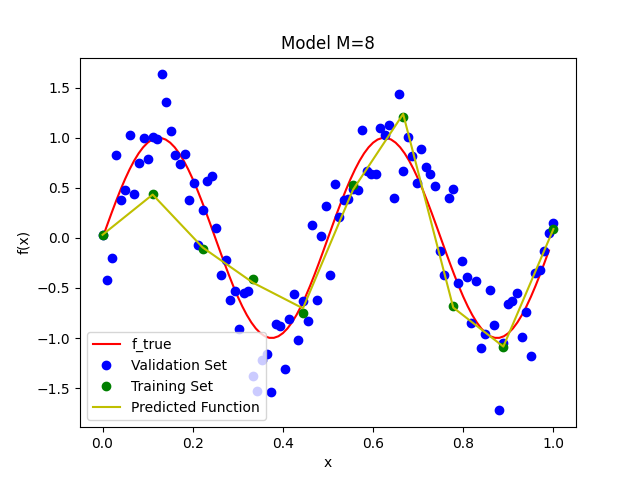 Model M=8
f(x)
1.5
1.0
0.5
0.0
−0.5
−1.0
−1.5
f_true
Validation Set
Training Set
Predicted Function
0.0 0.2 0.4 0.6 0.8 1.0
x